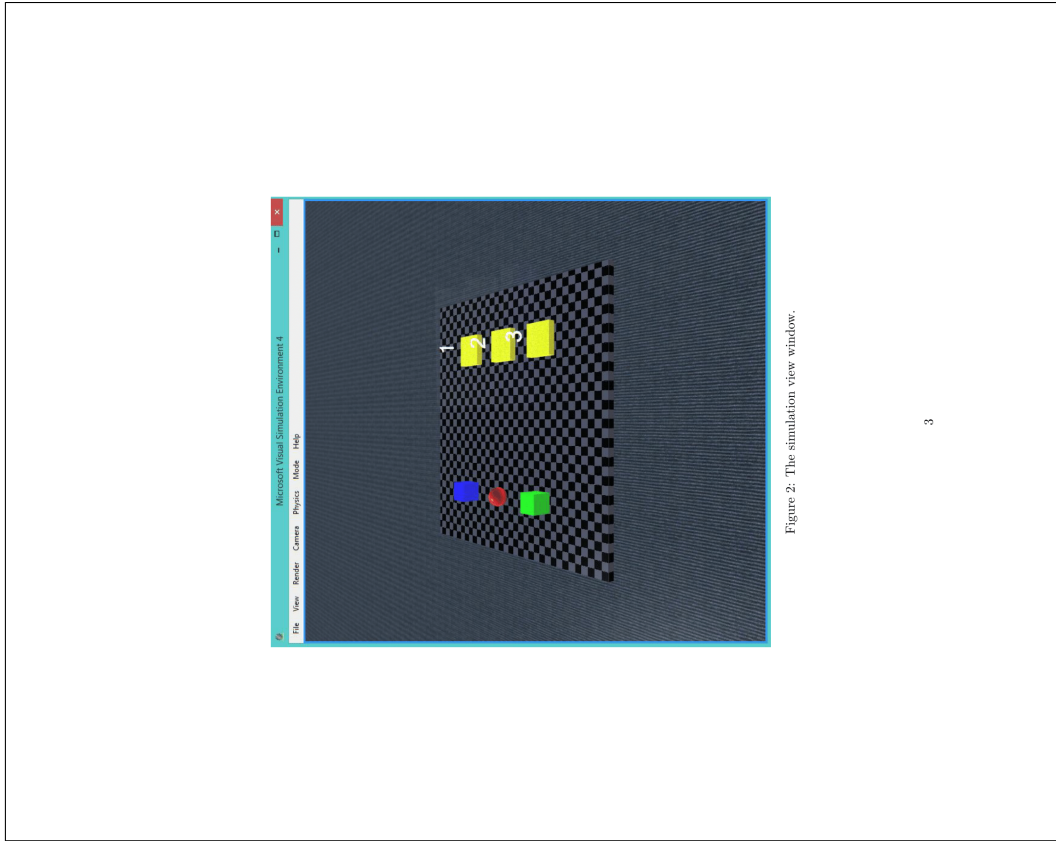 Microsoft Visual Simulation Environment 4
File View Render Camera Physics Mode Help
1
2
3
Figure 2: The simulation view window.
3